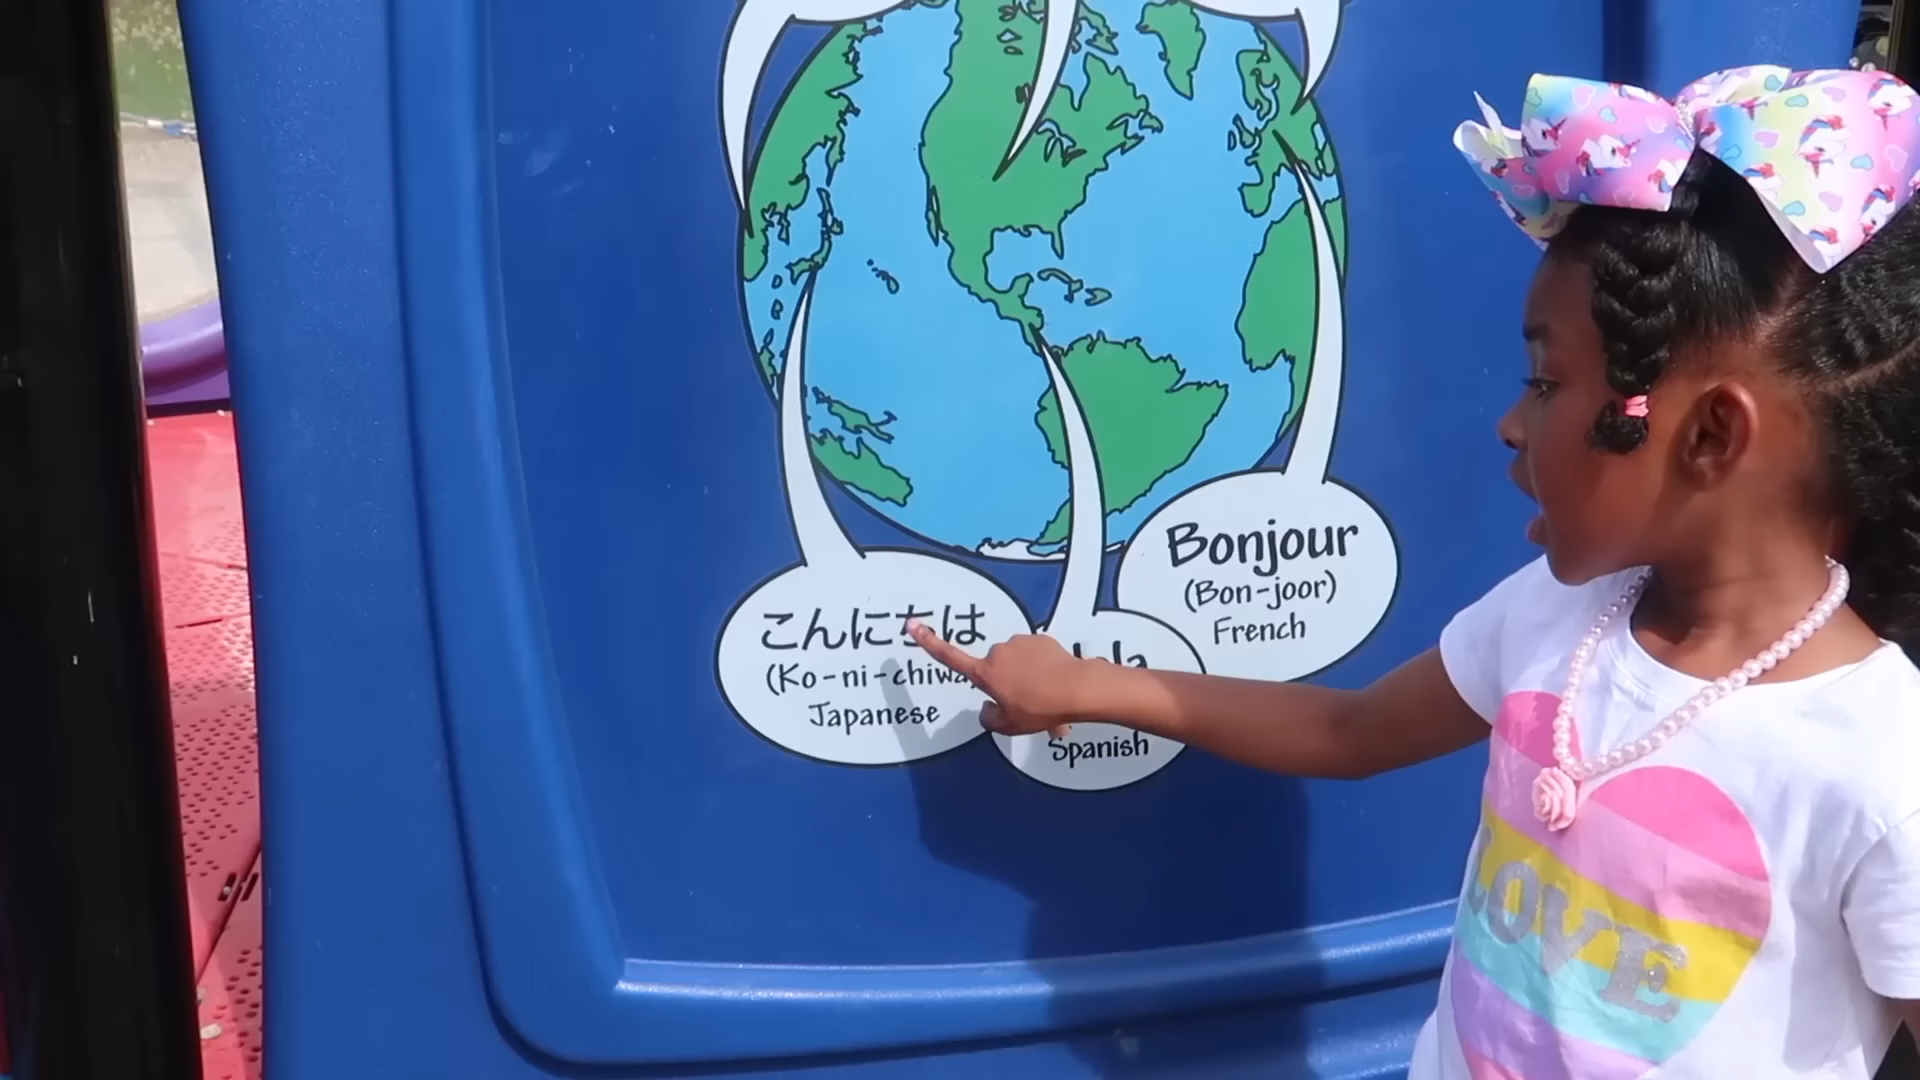 こんにちは
(Ko-ni-chiwa)
Japanese
Spanish
Bonjour
(Bon-joor)
French
LOVE